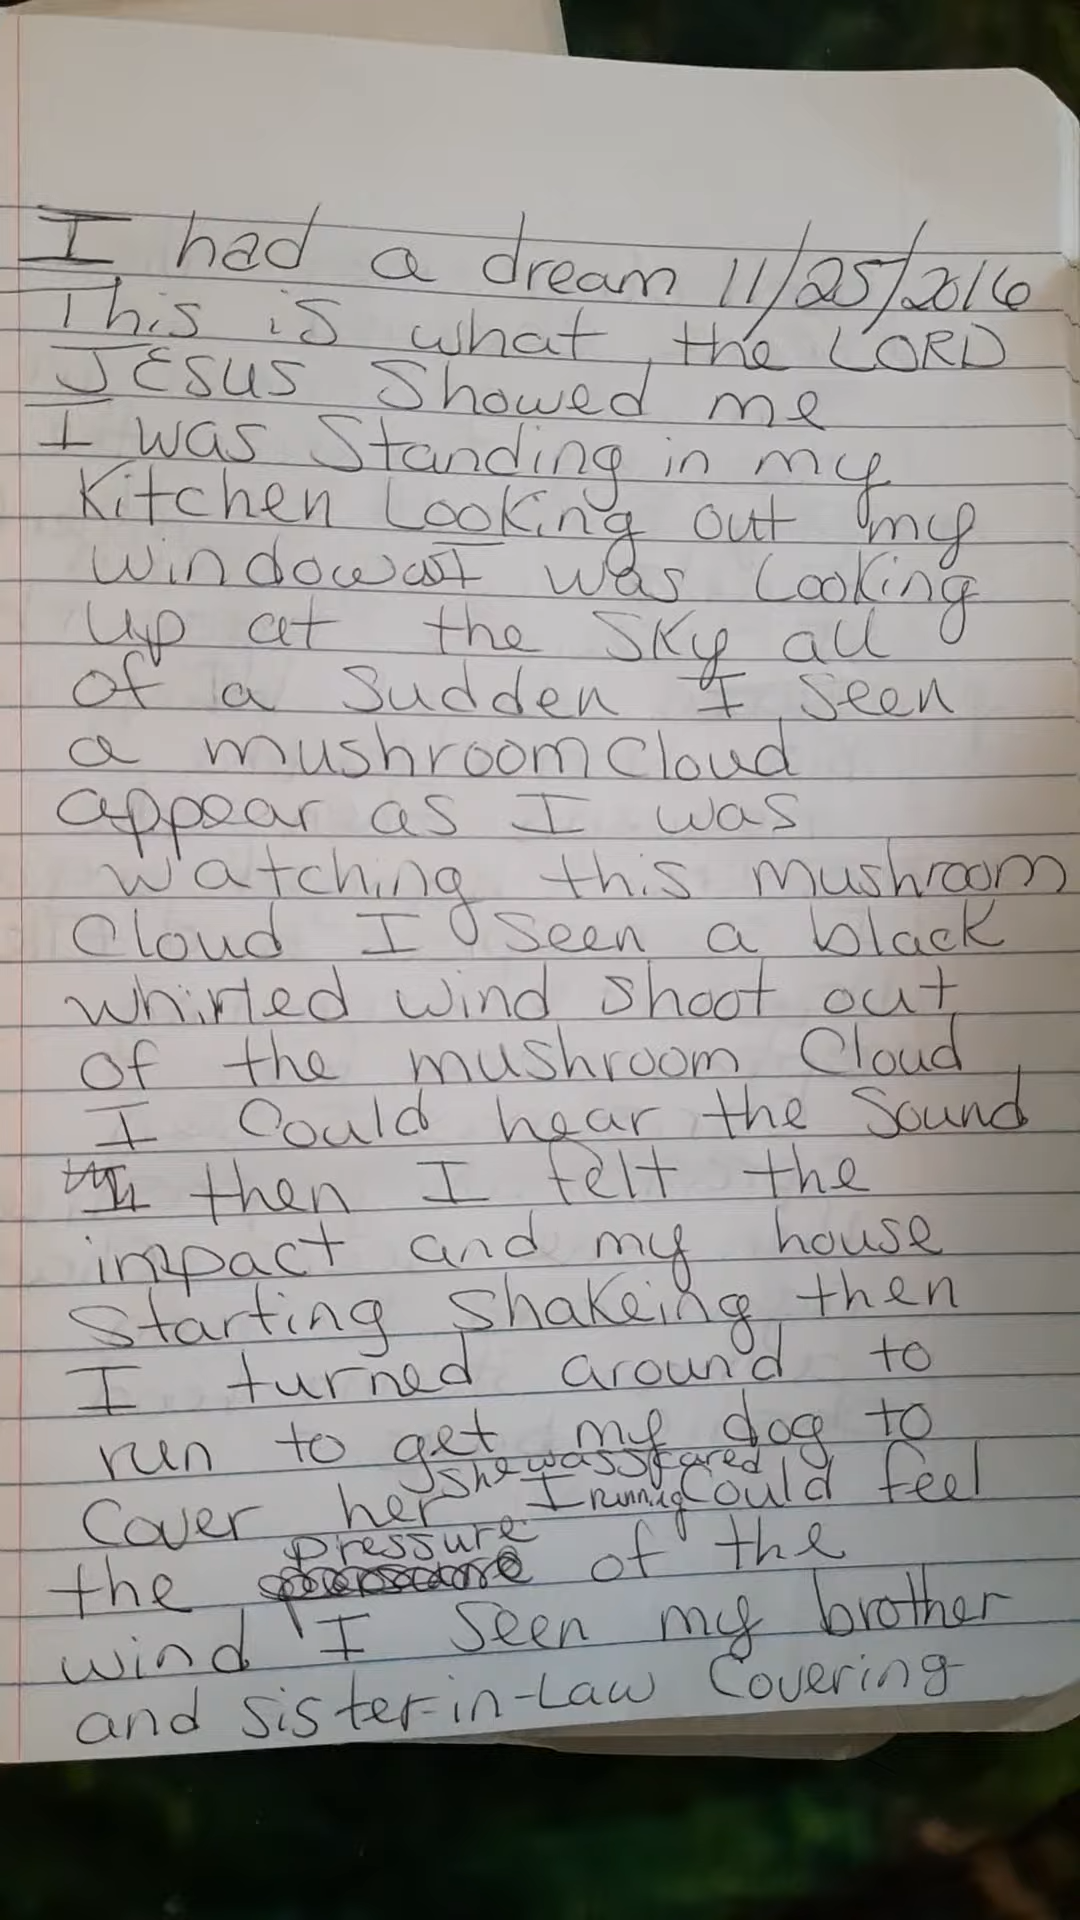 I had a dream 11/25/2016
This is what the LORD
JESUS Showed me
I was Standing in my
Kitchen Looking out my
window I was Looking
up at the Sky all
of a Sudden I seen
a mushroom Cloud
appear as I was
watching this mushroom
Cloud I seen a black
whirled wind shoot out
of the mushroom Cloud
I Could hear the Sound
then I felt the
impact and my house
Starting Shakeing then
I turned around to
run to get my dog to
she was scared
Cover her I running Could feel
pressure
the of the
wind I seen my brother
and sister-in-Law Covering